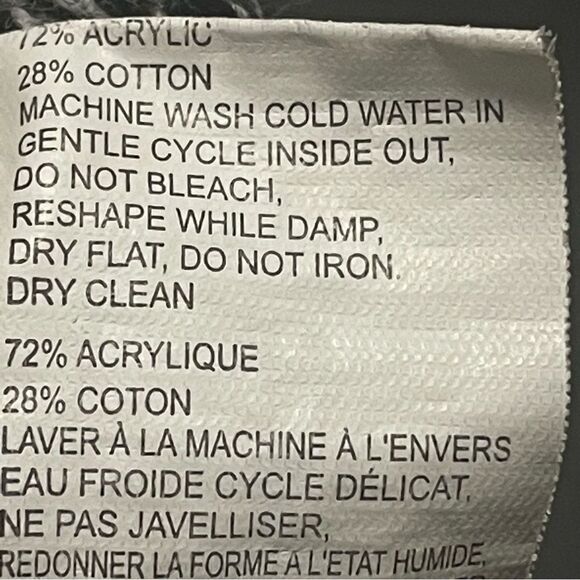 72% ACRYLIC
28% COTTON
MACHINE WASH COLD WATER IN
GENTLE CYCLE INSIDE OUT,
DO NOT BLEACH,
RESHAPE WHILE DAMP,
DRY FLAT, DO NOT IRON.
DRY CLEAN
72% ACRYLIQUE
28% COTON
LAVER À LA MACHINE À L'ENVERS
EAU FROIDE CYCLE DÉLICAT,
NE PAS JAVELLISER,
REDONNER LA FORME A L'ETAT HUMIDE,